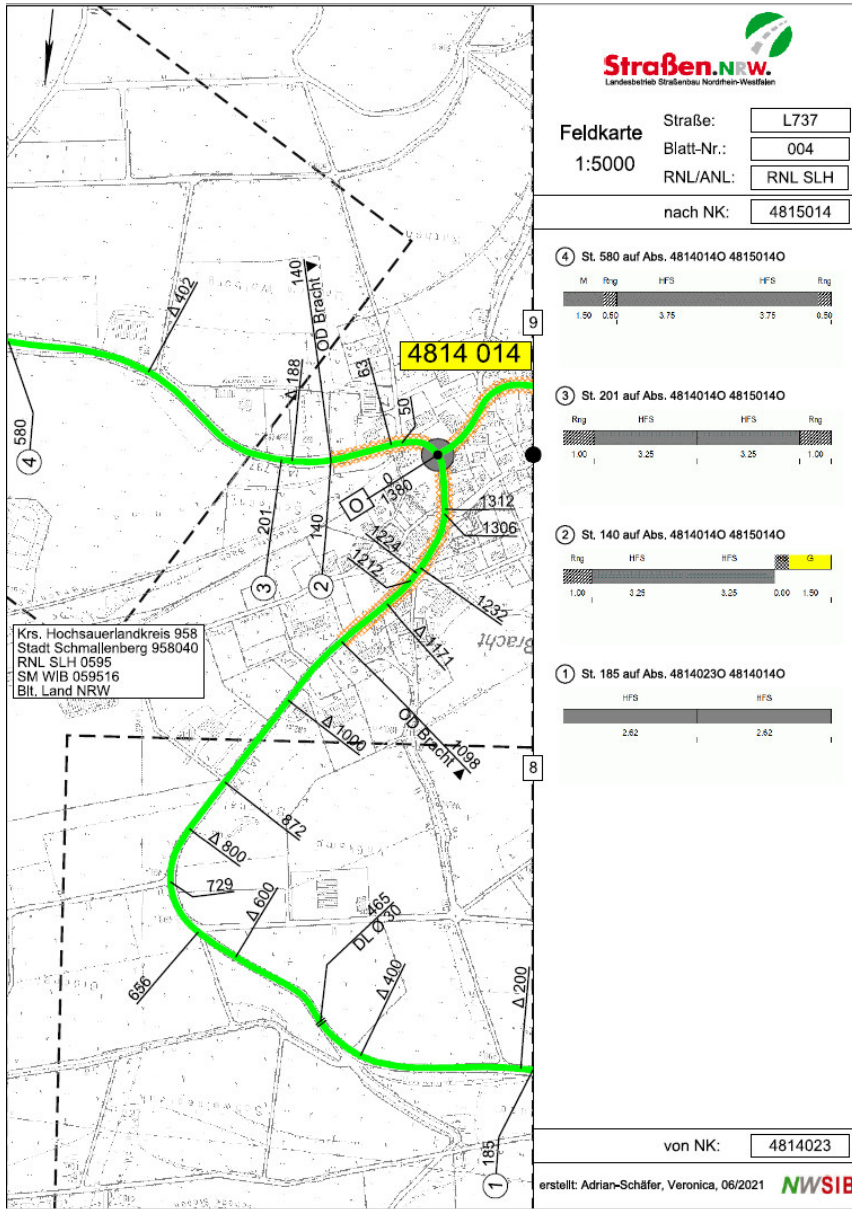 Straßen.NRW.
Landesbetrieb Straßenbau Nordrhein-Westfalen
Feldkarte
1:5000
Straße: L737
Blatt-Nr.: 004
RNL/ANL: RNL SLH
nach NK: 4815014
4 St. 580 auf Abs. 4814014O 4815014O
M Rng HFS HFS Rng
1.50 0.50 3.75 3.75 0.50
3 St. 201 auf Abs. 4814014O 4815014O
Rng HFS HFS Rng
1.00 3.25 3.25 1.00
2 St. 140 auf Abs. 4814014O 4815014O
Rng HFS HFS G
1.00 3.25 3.25 0.00 1.50
1 St. 185 auf Abs. 4814023O 4814014O
HFS HFS
2.62 2.62
von NK: 4814023
erstellt: Adrian-Schäfer, Veronica, 06/2021
NWSIB
9
8
Δ 402
140
OD Bracht
4814 014
Δ 188
63
50
580
4
201
3
140
2
0
1380
O
1312
1306
1224
1212
1232
Δ 1171
Bracht
Krs. Hochsauerlandkreis 958
Stadt Schmallenberg 958040
RNL SLH 0595
SM WIB 059516
Blt. Land NRW
1098
OD Bracht
Δ 1000
872
Δ 800
729
Δ 600
656
465
DL Ø 30
Δ 400
Δ 200
185
1